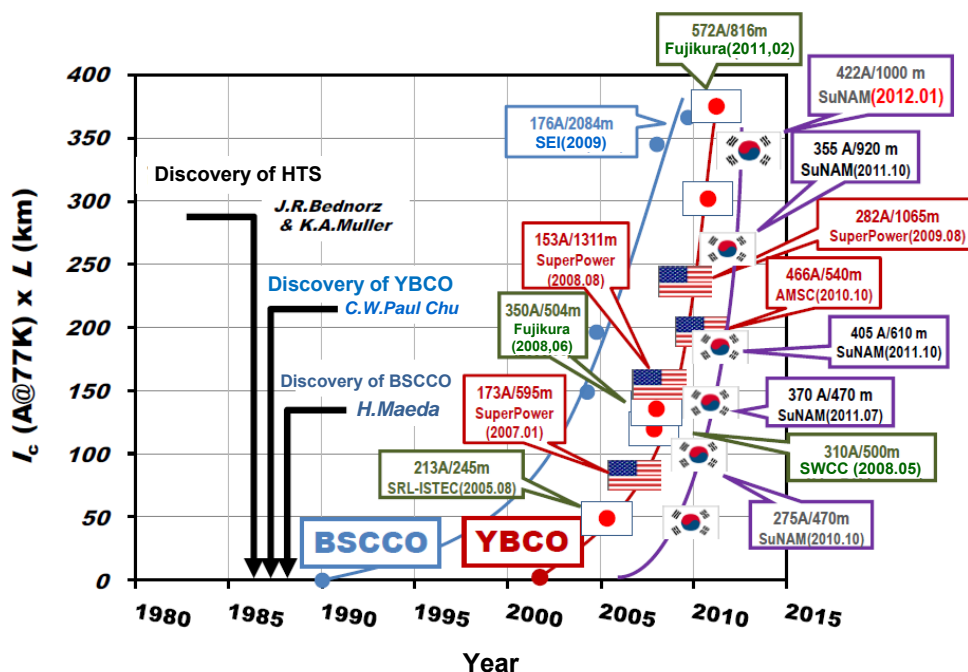 572A/816m
Fujikura(2011,02)
422A/1000 m
SuNAM(2012.01)
176A/2084m
SEI(2009)
355 A/920 m
SuNAM(2011.10)
Discovery of HTS
J.R.Bednorz
& K.A.Muller
153A/1311m
SuperPower
(2008.08)
282A/1065m
SuperPower(2009.08)
Discovery of YBCO
C.W.Paul Chu
350A/504m
Fujikura
(2008,06)
466A/540m
AMSC(2010.10)
405 A/610 m
SuNAM(2011.10)
Discovery of BSCCO
H.Maeda
173A/595m
SuperPower
(2007.01)
370 A/470 m
SuNAM(2011.07)
213A/245m
SRL-ISTEC(2005.08)
310A/500m
SWCC (2008.05)
275A/470m
SuNAM(2010.10)
BSCCO
YBCO
Ic (A@77K) x L (km)
400
350
300
250
200
150
100
50
0
1980
1985
1990
1995
2000
2005
2010
2015
Year